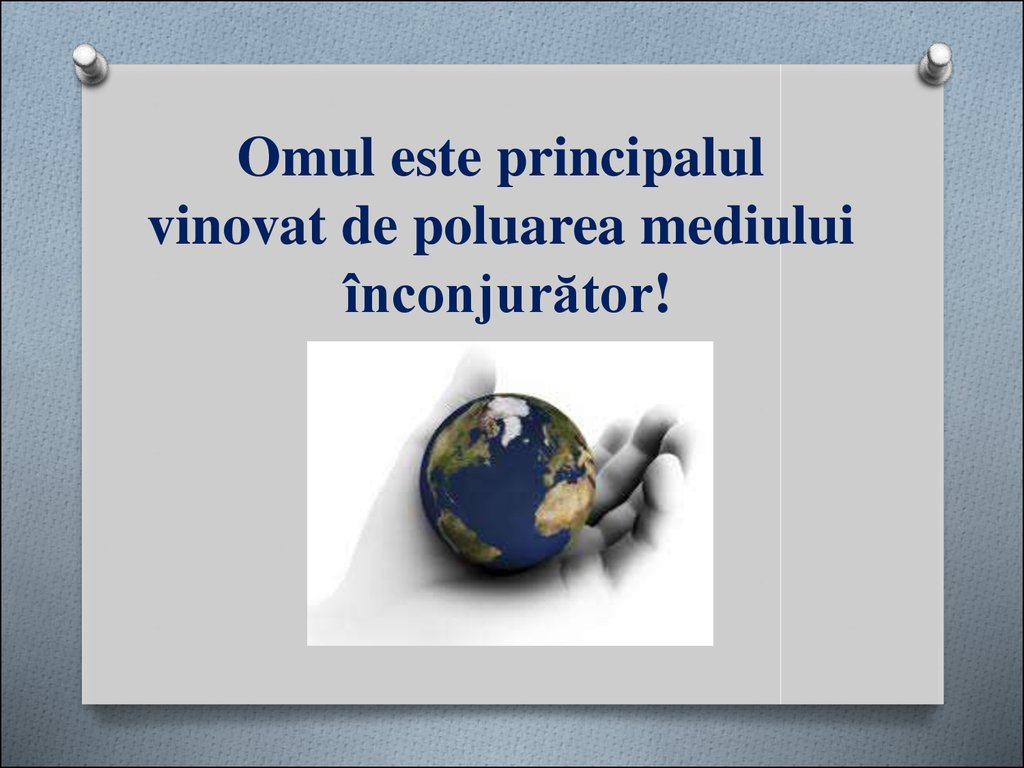 Omul este principalul
vinovat de poluarea mediului
înconjurător!